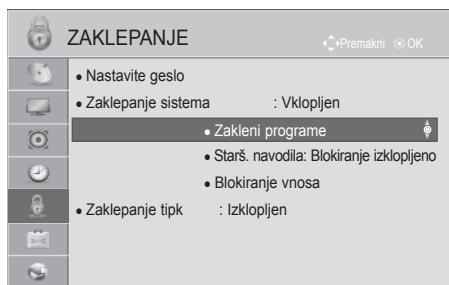 ZAKLEPANJE
Premakni OK
• Nastavite geslo
• Zaklepanje sistema : Vklopljen
• Zakleni programe
• Starš. navodila: Blokiranje izklopljeno
• Blokiranje vnosa
• Zaklepanje tipk : Izklopljen